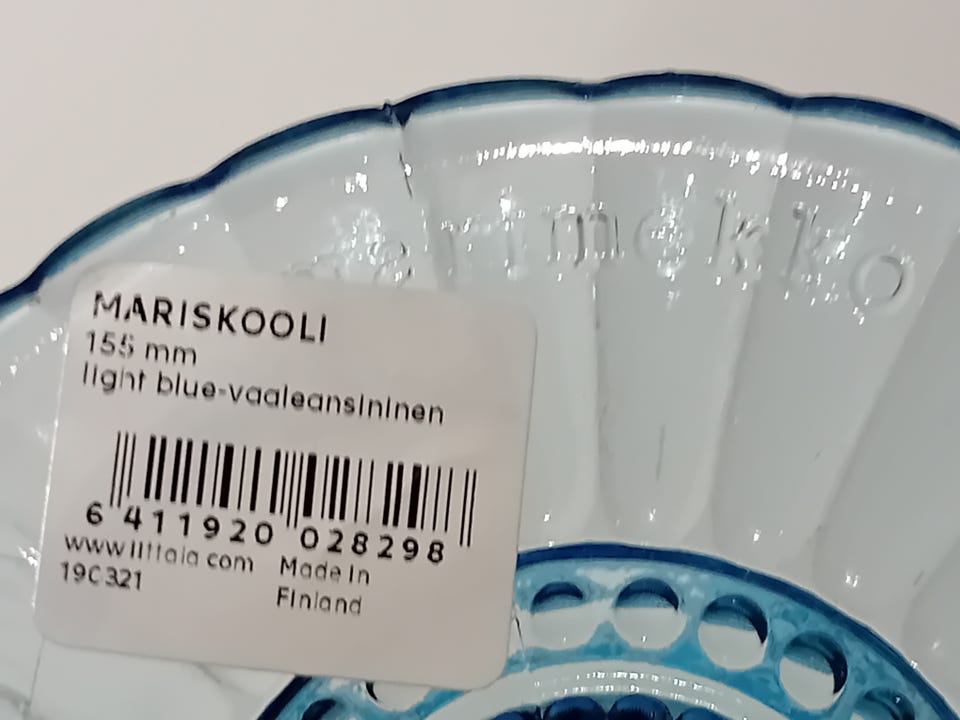 marimekko
MARISKOOLI
155 mm
light blue-vaaleansininen
6 411920 028298
www.iittala.com Made in
19C321 Finland